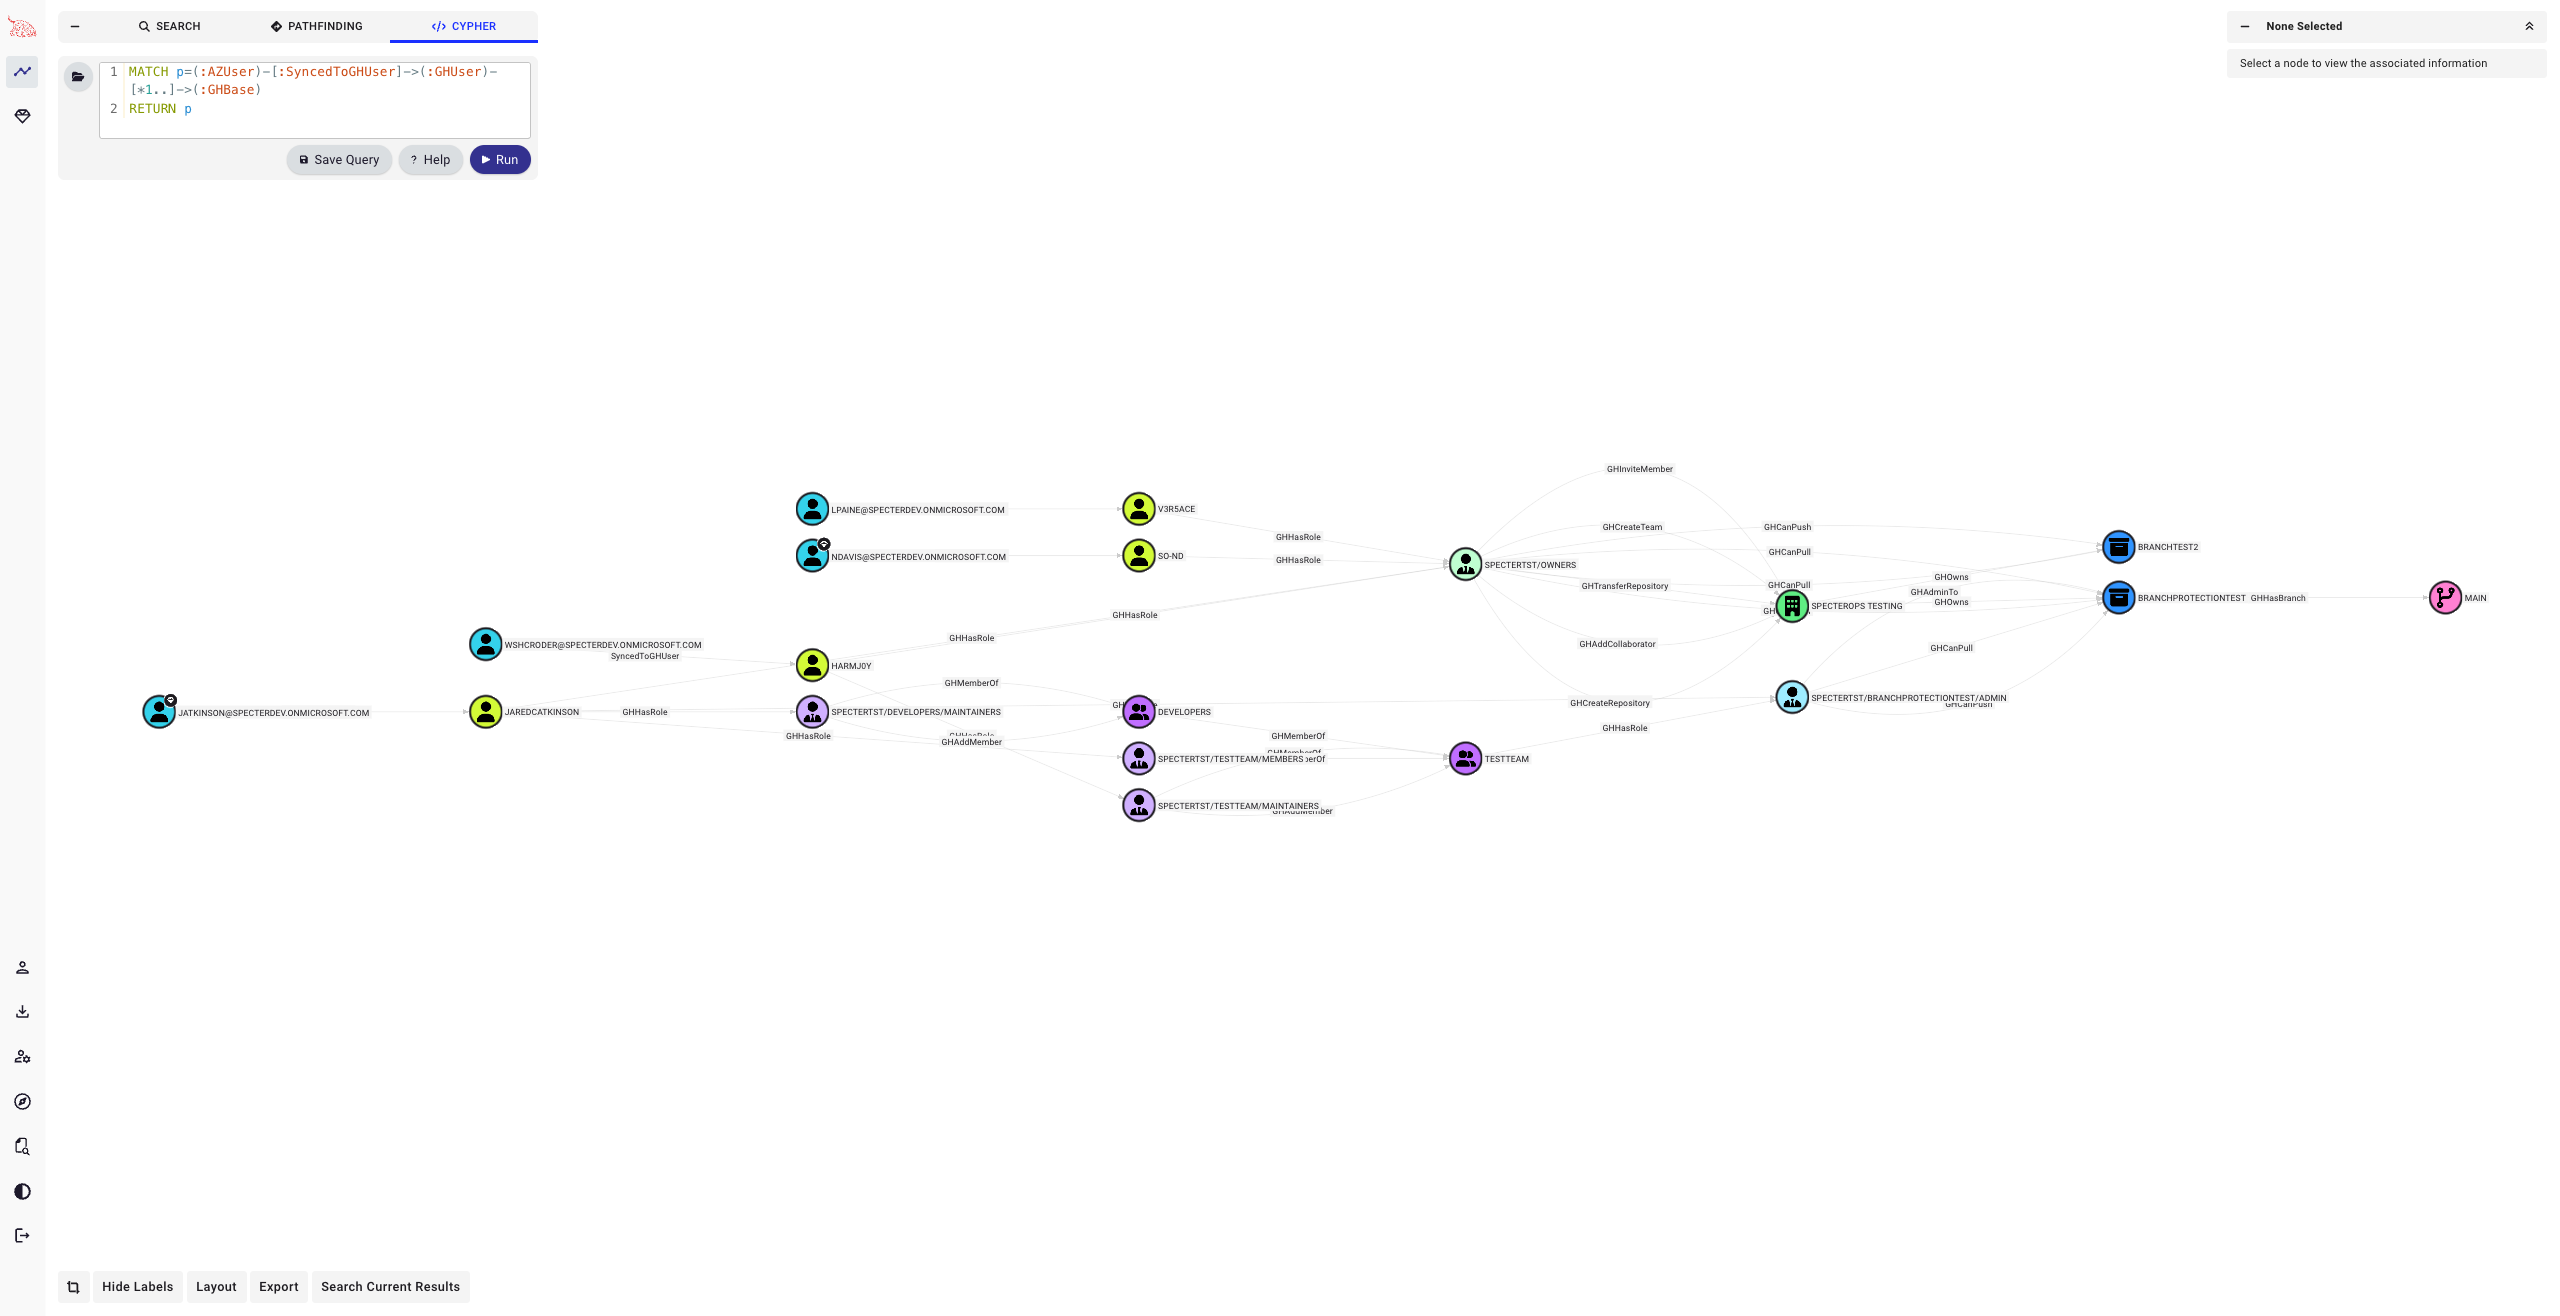 SEARCH
PATHFINDING
CYPHER
1 MATCH p=(:AZUser)-[:SyncedToGHUser]->(:GHUser)-
[*1..]->(:GHBase)
2 RETURN p
Save Query
? Help
Run
None Selected
Select a node to view the associated information
GHInviteMember
LPAINE@SPECTERDEV.ONMICROSOFT.COM
V3R5ACE
GHCreateTeam
GHCanPush
GHHasRole
BRANCHTEST2
GHCanPull
NDAVIS@SPECTERDEV.ONMICROSOFT.COM
SO-ND
GHHasRole
SPECTERTST/OWNERS
GHOwns
GHTransferRepository
GHCanPull
GHAdminTo
GHOwns
SPECTEROPS TESTING
BRANCHPROTECTIONTEST
GHHasBranch
MAIN
GHHasRole
GHHasRole
WSHCRODER@SPECTERDEV.ONMICROSOFT.COM
SyncedToGHUser
GHAddCollaborator
GHCanPull
HARMJ0Y
GHMemberOf
SPECTERTST/BRANCHPROTECTIONTEST/ADMIN
GHCanPush
GHCreateRepository
JATKINSON@SPECTERDEV.ONMICROSOFT.COM
JAREDCATKINSON
GHHasRole
SPECTERTST/DEVELOPERS/MAINTAINERS
DEVELOPERS
GHHasRole
GHHasRole
GHAddMember
GHMemberOf
GHHasRole
GHMemberOf
SPECTERTST/TESTTEAM/MEMBERS
TESTTEAM
SPECTERTST/TESTTEAM/MAINTAINERS
GHAddMember
Hide Labels
Layout
Export
Search Current Results